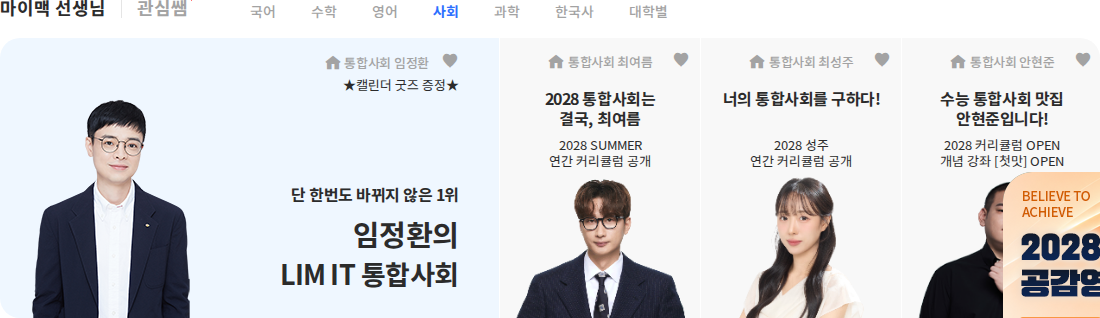 마이맥 선생님
관심쌤
국어 수학 영어 사회 과학 한국사 대학별
통합사회 임정환
★캘린더 굿즈 증정★
단 한번도 바뀌지 않은 1위
임정환의
LIM IT 통합사회
통합사회 최여름
2028 통합사회는
결국, 최여름
2028 SUMMER
연간 커리큘럼 공개
통합사회 최성주
너의 통합사회를 구하다!
2028 성주
연간 커리큘럼 공개
통합사회 안현준
수능 통합사회 맛집
안현준입니다!
2028 커리큘럼 OPEN
개념 강좌 [첫맛] OPEN
BELIEVE TO
ACHIEVE
2028
공감영